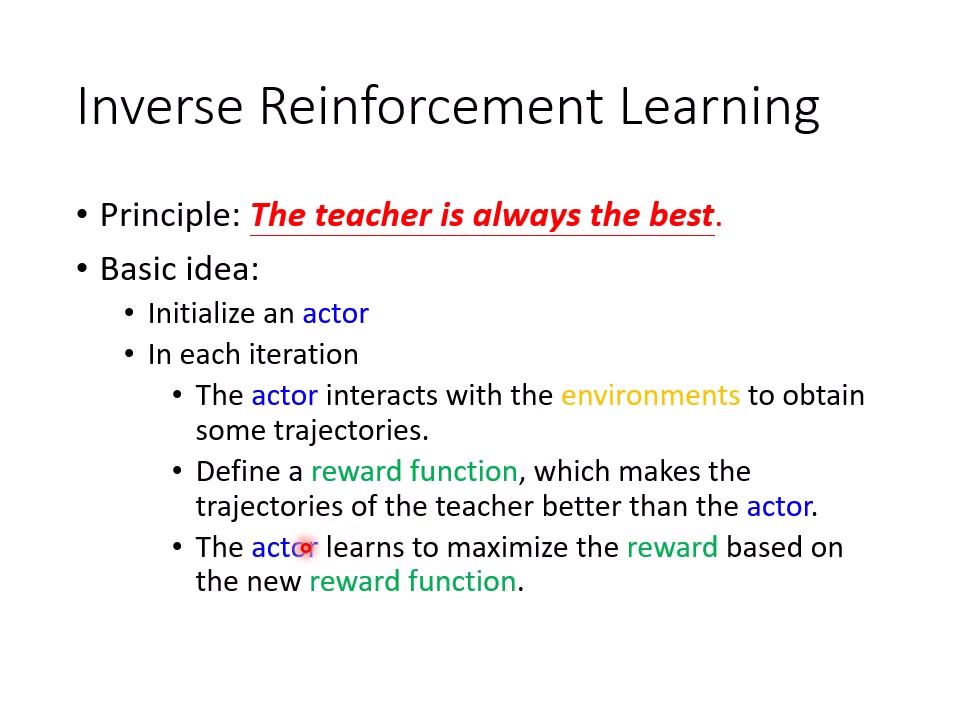 Inverse Reinforcement Learning
• Principle: The teacher is always the best.
• Basic idea:
• Initialize an actor
• In each iteration
• The actor interacts with the environments to obtain
some trajectories.
• Define a reward function, which makes the
trajectories of the teacher better than the actor.
• The actor learns to maximize the reward based on
the new reward function.